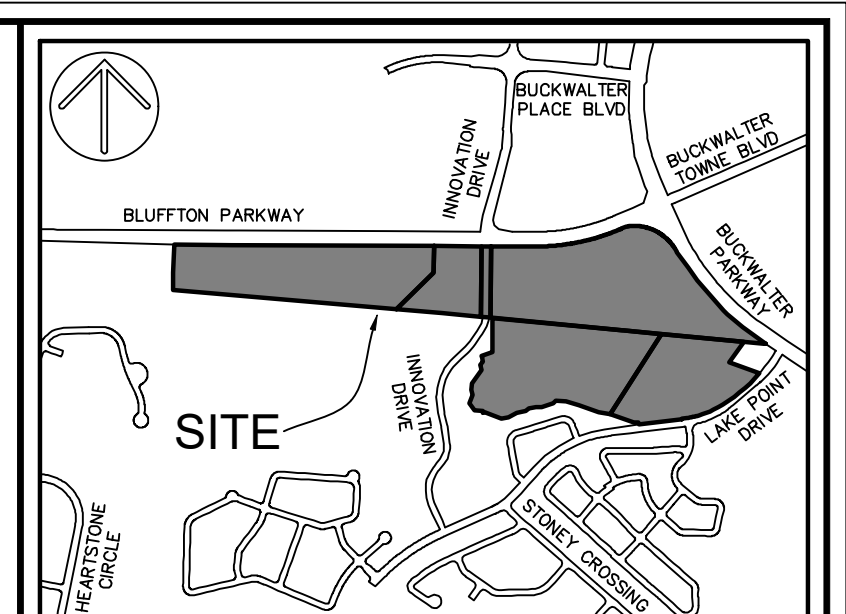 BUCKWALTER
PLACE BLVD
BUCKWALTER
TOWNE BLVD
INNOVATION
DRIVE
BLUFFTON PARKWAY
BUCKWALTER
PARKWAY
INNOVATION
DRIVE
LAKE POINT
DRIVE
SITE
HEARTSTONE
CIRCLE
STONEY CROSSING